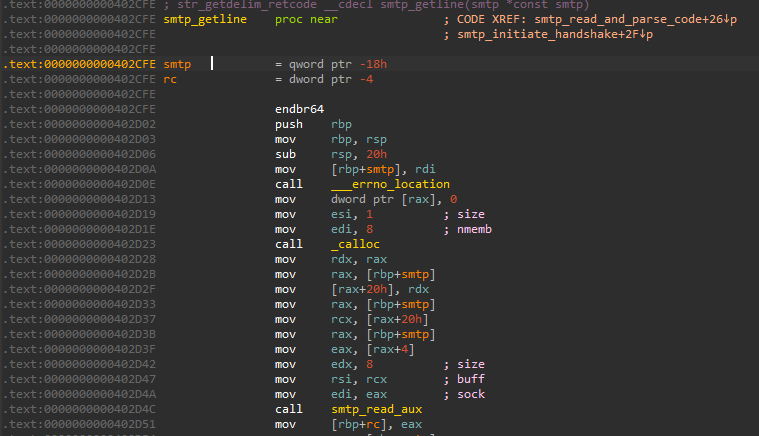 .text:0000000000402CFE ; str_getdelim_retcode __cdecl smtp_getline(smtp *const smtp)
.text:0000000000402CFE smtp_getline proc near ; CODE XREF: smtp_read_and_parse_code+26↓p
.text:0000000000402CFE ; smtp_initiate_handshake+2F↓p
.text:0000000000402CFE
.text:0000000000402CFE smtp = qword ptr -18h
.text:0000000000402CFE rc = dword ptr -4
.text:0000000000402CFE
.text:0000000000402CFE endbr64
.text:0000000000402D02 push rbp
.text:0000000000402D03 mov rbp, rsp
.text:0000000000402D06 sub rsp, 20h
.text:0000000000402D0A mov [rbp+smtp], rdi
.text:0000000000402D0E call ___errno_location
.text:0000000000402D13 mov dword ptr [rax], 0
.text:0000000000402D19 mov esi, 1 ; size
.text:0000000000402D1E mov edi, 8 ; nmemb
.text:0000000000402D23 call _calloc
.text:0000000000402D28 mov rdx, rax
.text:0000000000402D2B mov rax, [rbp+smtp]
.text:0000000000402D2F mov [rax+20h], rdx
.text:0000000000402D33 mov rax, [rbp+smtp]
.text:0000000000402D37 mov rcx, [rax+20h]
.text:0000000000402D3B mov rax, [rbp+smtp]
.text:0000000000402D3F mov eax, [rax+4]
.text:0000000000402D42 mov edx, 8 ; size
.text:0000000000402D47 mov rsi, rcx ; buff
.text:0000000000402D4A mov edi, eax ; sock
.text:0000000000402D4C call smtp_read_aux
.text:0000000000402D51 mov [rbp+rc], eax